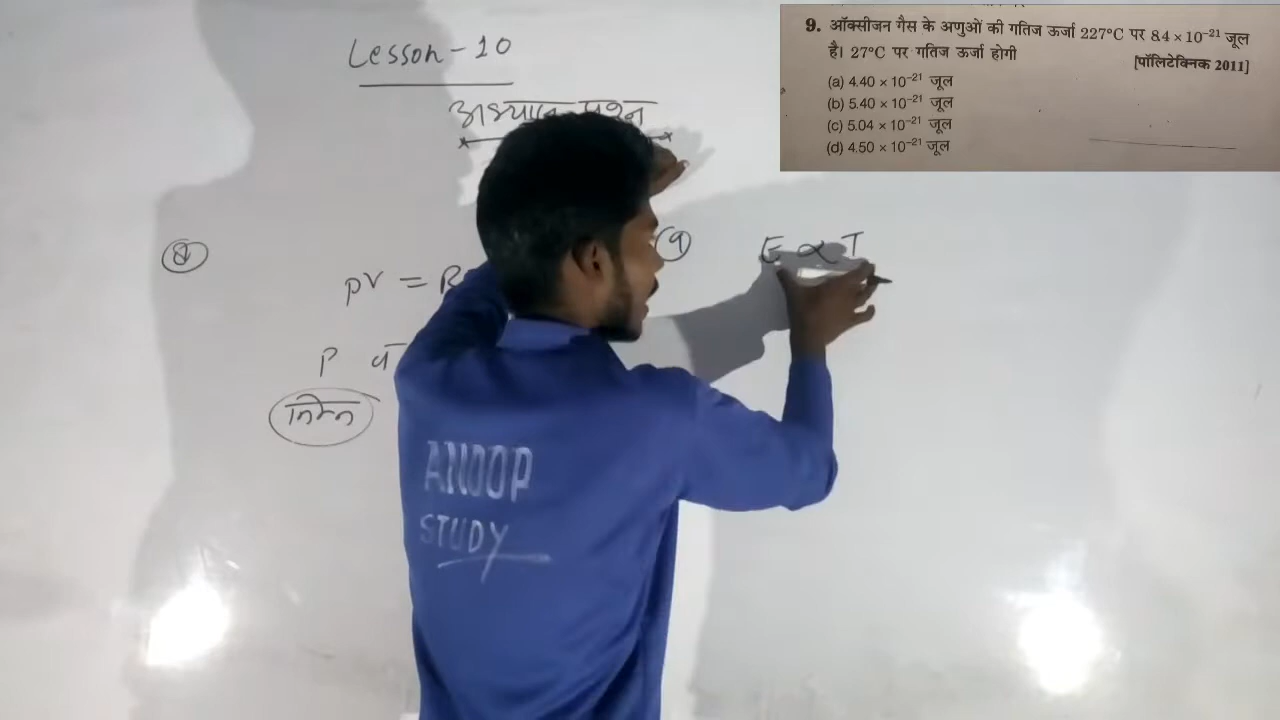 Lesson-10
अभ्यास प्रश्न
9. ऑक्सीजन गैस के अणुओं की गतिज ऊर्जा 227°C पर 8.4 × 10⁻²¹ जूल
है। 27°C पर गतिज ऊर्जा होगी [पॉलिटेक्निक 2011]
(a) 4.40 × 10⁻²¹ जूल
(b) 5.40 × 10⁻²¹ जूल
(c) 5.04 × 10⁻²¹ जूल
(d) 4.50 × 10⁻²¹ जूल
8
PV = R
P व
निम्न
9
E ∝ T
ANOOP
STUDY